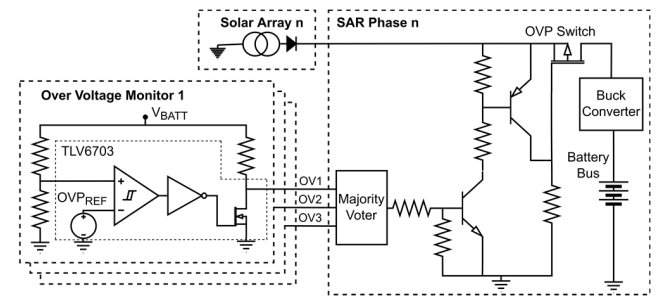 Solar Array n
SAR Phase n
OVP Switch
Over Voltage Monitor 1
VBATT
TLV6703
+
OVPREF
−
OV1
OV2
OV3
Majority
Voter
Buck
Converter
Battery
Bus